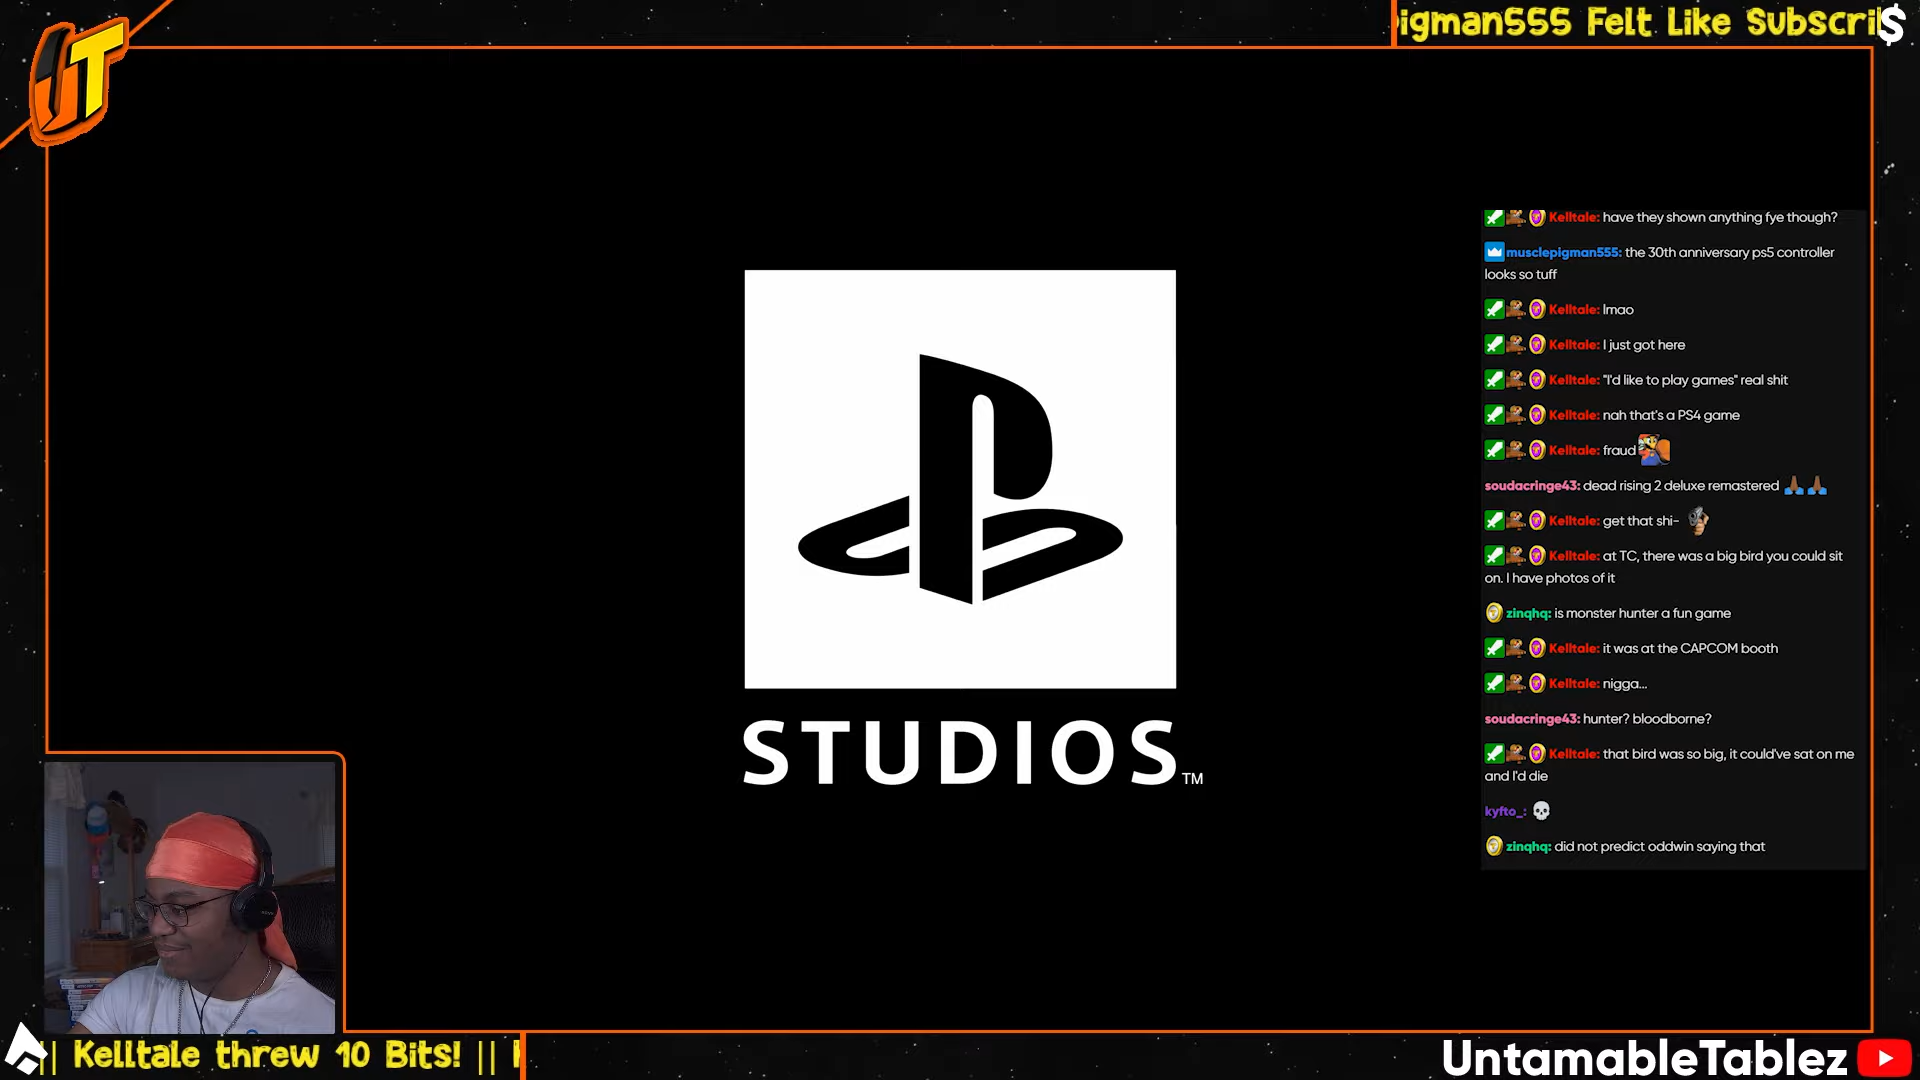 igman555 Felt Like Subscri
$
UT
Kelltale: have they shown anything fye though?
musclepigman555: the 30th anniversary ps5 controller
looks so tuff
Kelltale: lmao
Kelltale: I just got here
Kelltale: "I'd like to play games" real shit
Kelltale: nah that's a PS4 game
Kelltale: fraud
soudacringe43: dead rising 2 deluxe remastered
Kelltale: get that shi-
Kelltale: at TC, there was a big bird you could sit
on. I have photos of it
zinqhq: is monster hunter a fun game
Kelltale: it was at the CAPCOM booth
Kelltale: nigga...
soudacringe43: hunter? bloodborne?
Kelltale: that bird was so big, it could've sat on me
and I'd die
kyfto_:
zinqhq: did not predict oddwin saying that
STUDIOS™
|| Kelltale threw 10 Bits! ||
UntamableTablez